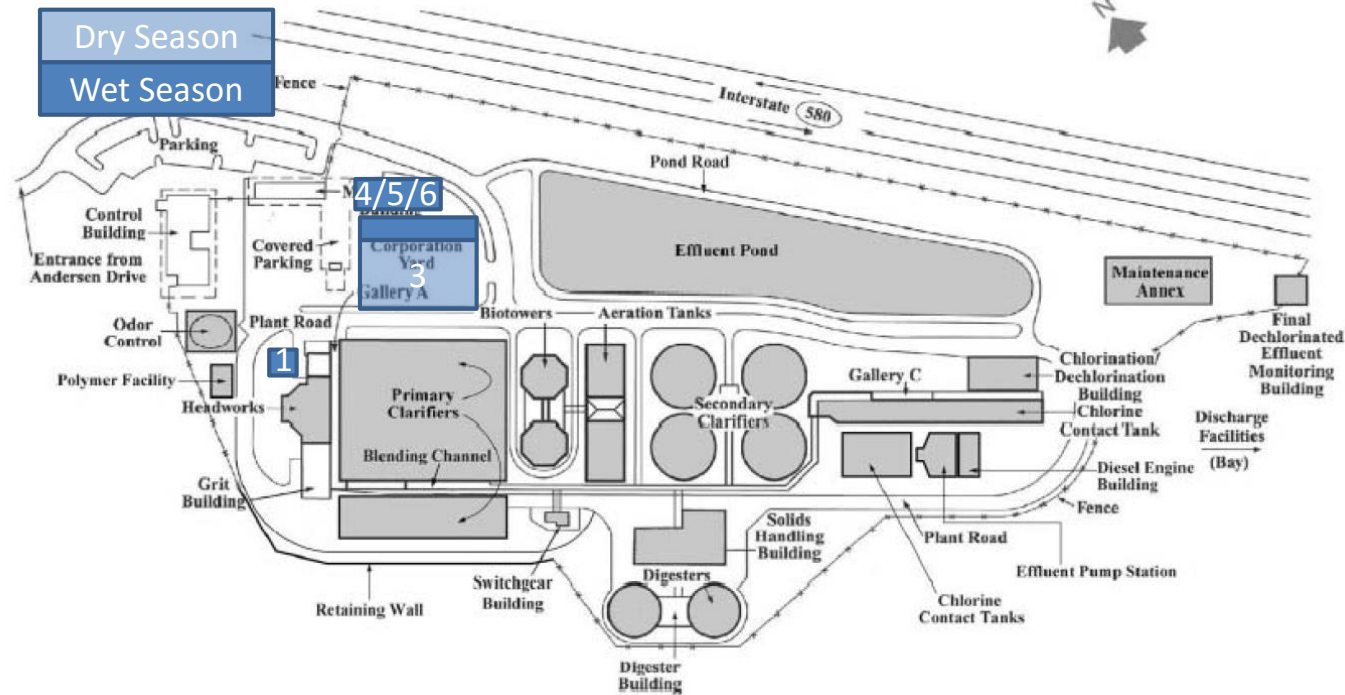 Dry Season
Wet Season
N
Fence
Interstate 580
Parking
Pond Road
4/5/6
Control
Building
Covered
Parking
Corporation
Yard
3
Gallery A
Effluent Pond
Entrance from
Andersen Drive
Maintenance
Annex
Odor
Control
Plant Road
Biotowers
Aeration Tanks
Final
Dechlorinated
Effluent
Monitoring
Building
1
Polymer Facility
Headworks
Primary
Clarifiers
Secondary
Clarifiers
Gallery C
Chlorination/
Dechlorination
Building
Chlorine
Contact Tank
Discharge
Facilities
(Bay)
Blending Channel
Grit
Building
Diesel Engine
Building
Fence
Plant Road
Solids
Handling
Building
Effluent Pump Station
Switchgear
Building
Digesters
Retaining Wall
Chlorine
Contact Tanks
Digester
Building